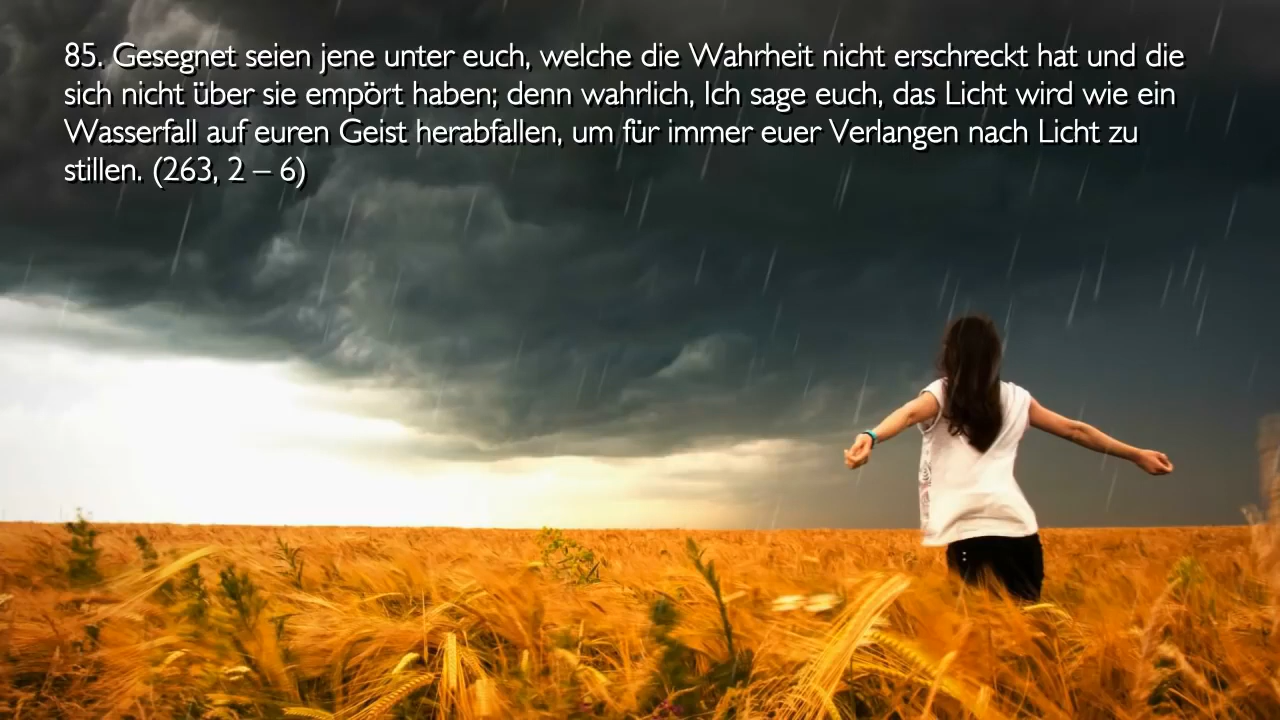 85. Gesegnet seien jene unter euch, welche die Wahrheit nicht erschreckt hat und die
sich nicht über sie empört haben; denn wahrlich, Ich sage euch, das Licht wird wie ein
Wasserfall auf euren Geist herabfallen, um für immer euer Verlangen nach Licht zu
stillen. (263, 2 – 6)